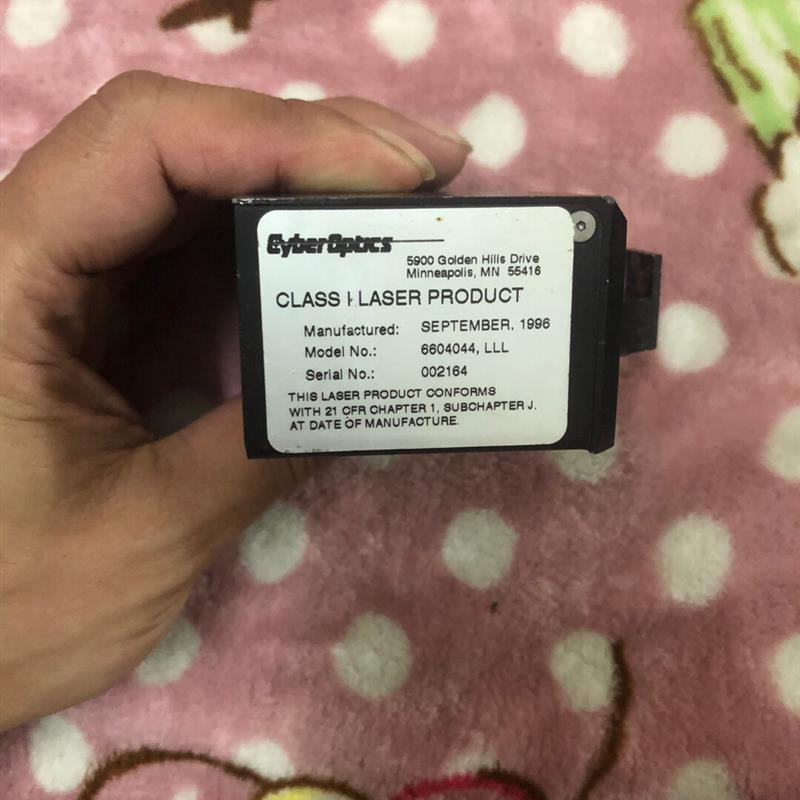 CyberOptics
5900 Golden Hills Drive
Minneapolis, MN 55416
CLASS I LASER PRODUCT
Manufactured: SEPTEMBER, 1996
Model No.: 6604044, LLL
Serial No.: 002164
THIS LASER PRODUCT CONFORMS
WITH 21 CFR CHAPTER 1, SUBCHAPTER J.
AT DATE OF MANUFACTURE.